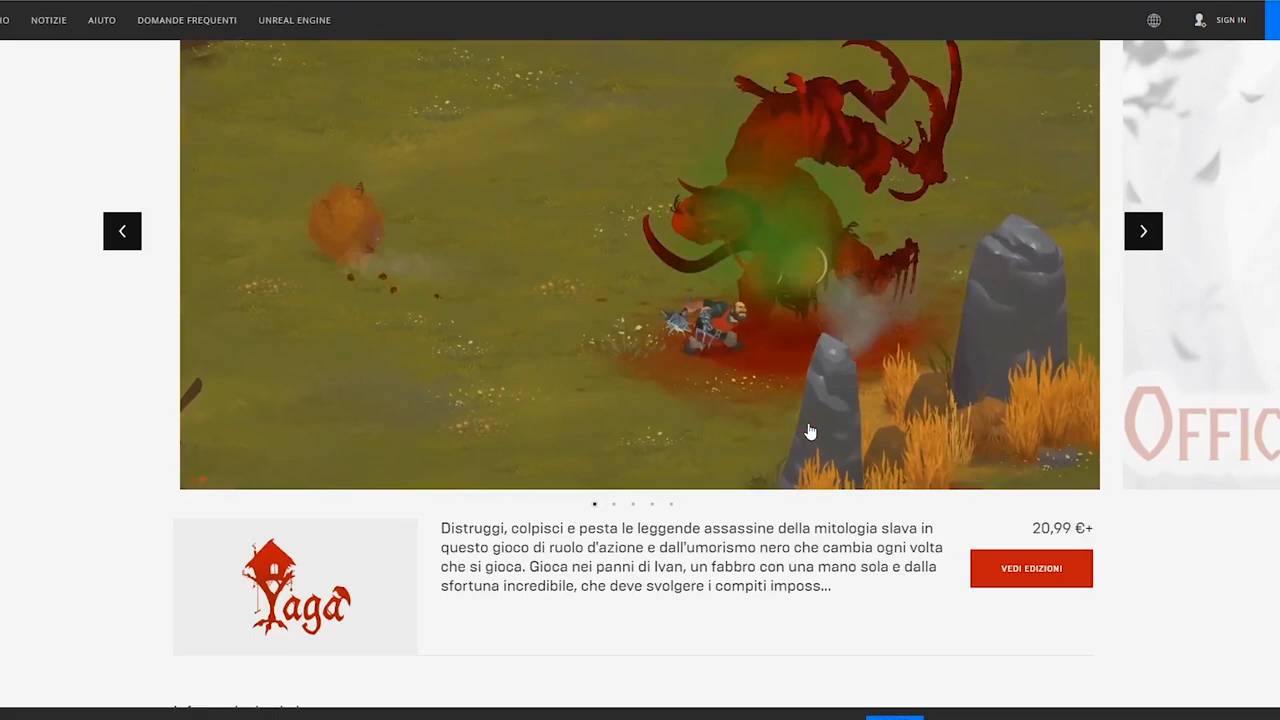 NOTIZIE AIUTO DOMANDE FREQUENTI UNREAL ENGINE SIGN IN
OFFIC
Distruggi, colpisci e pesta le leggende assassine della mitologia slava in
questo gioco di ruolo d'azione e dall'umorismo nero che cambia ogni volta
che si gioca. Gioca nei panni di Ivan, un fabbro con una mano sola e dalla
sfortuna incredibile, che deve svolgere i compiti imposs...
20,99 €+
VEDI EDIZIONI
Yaga